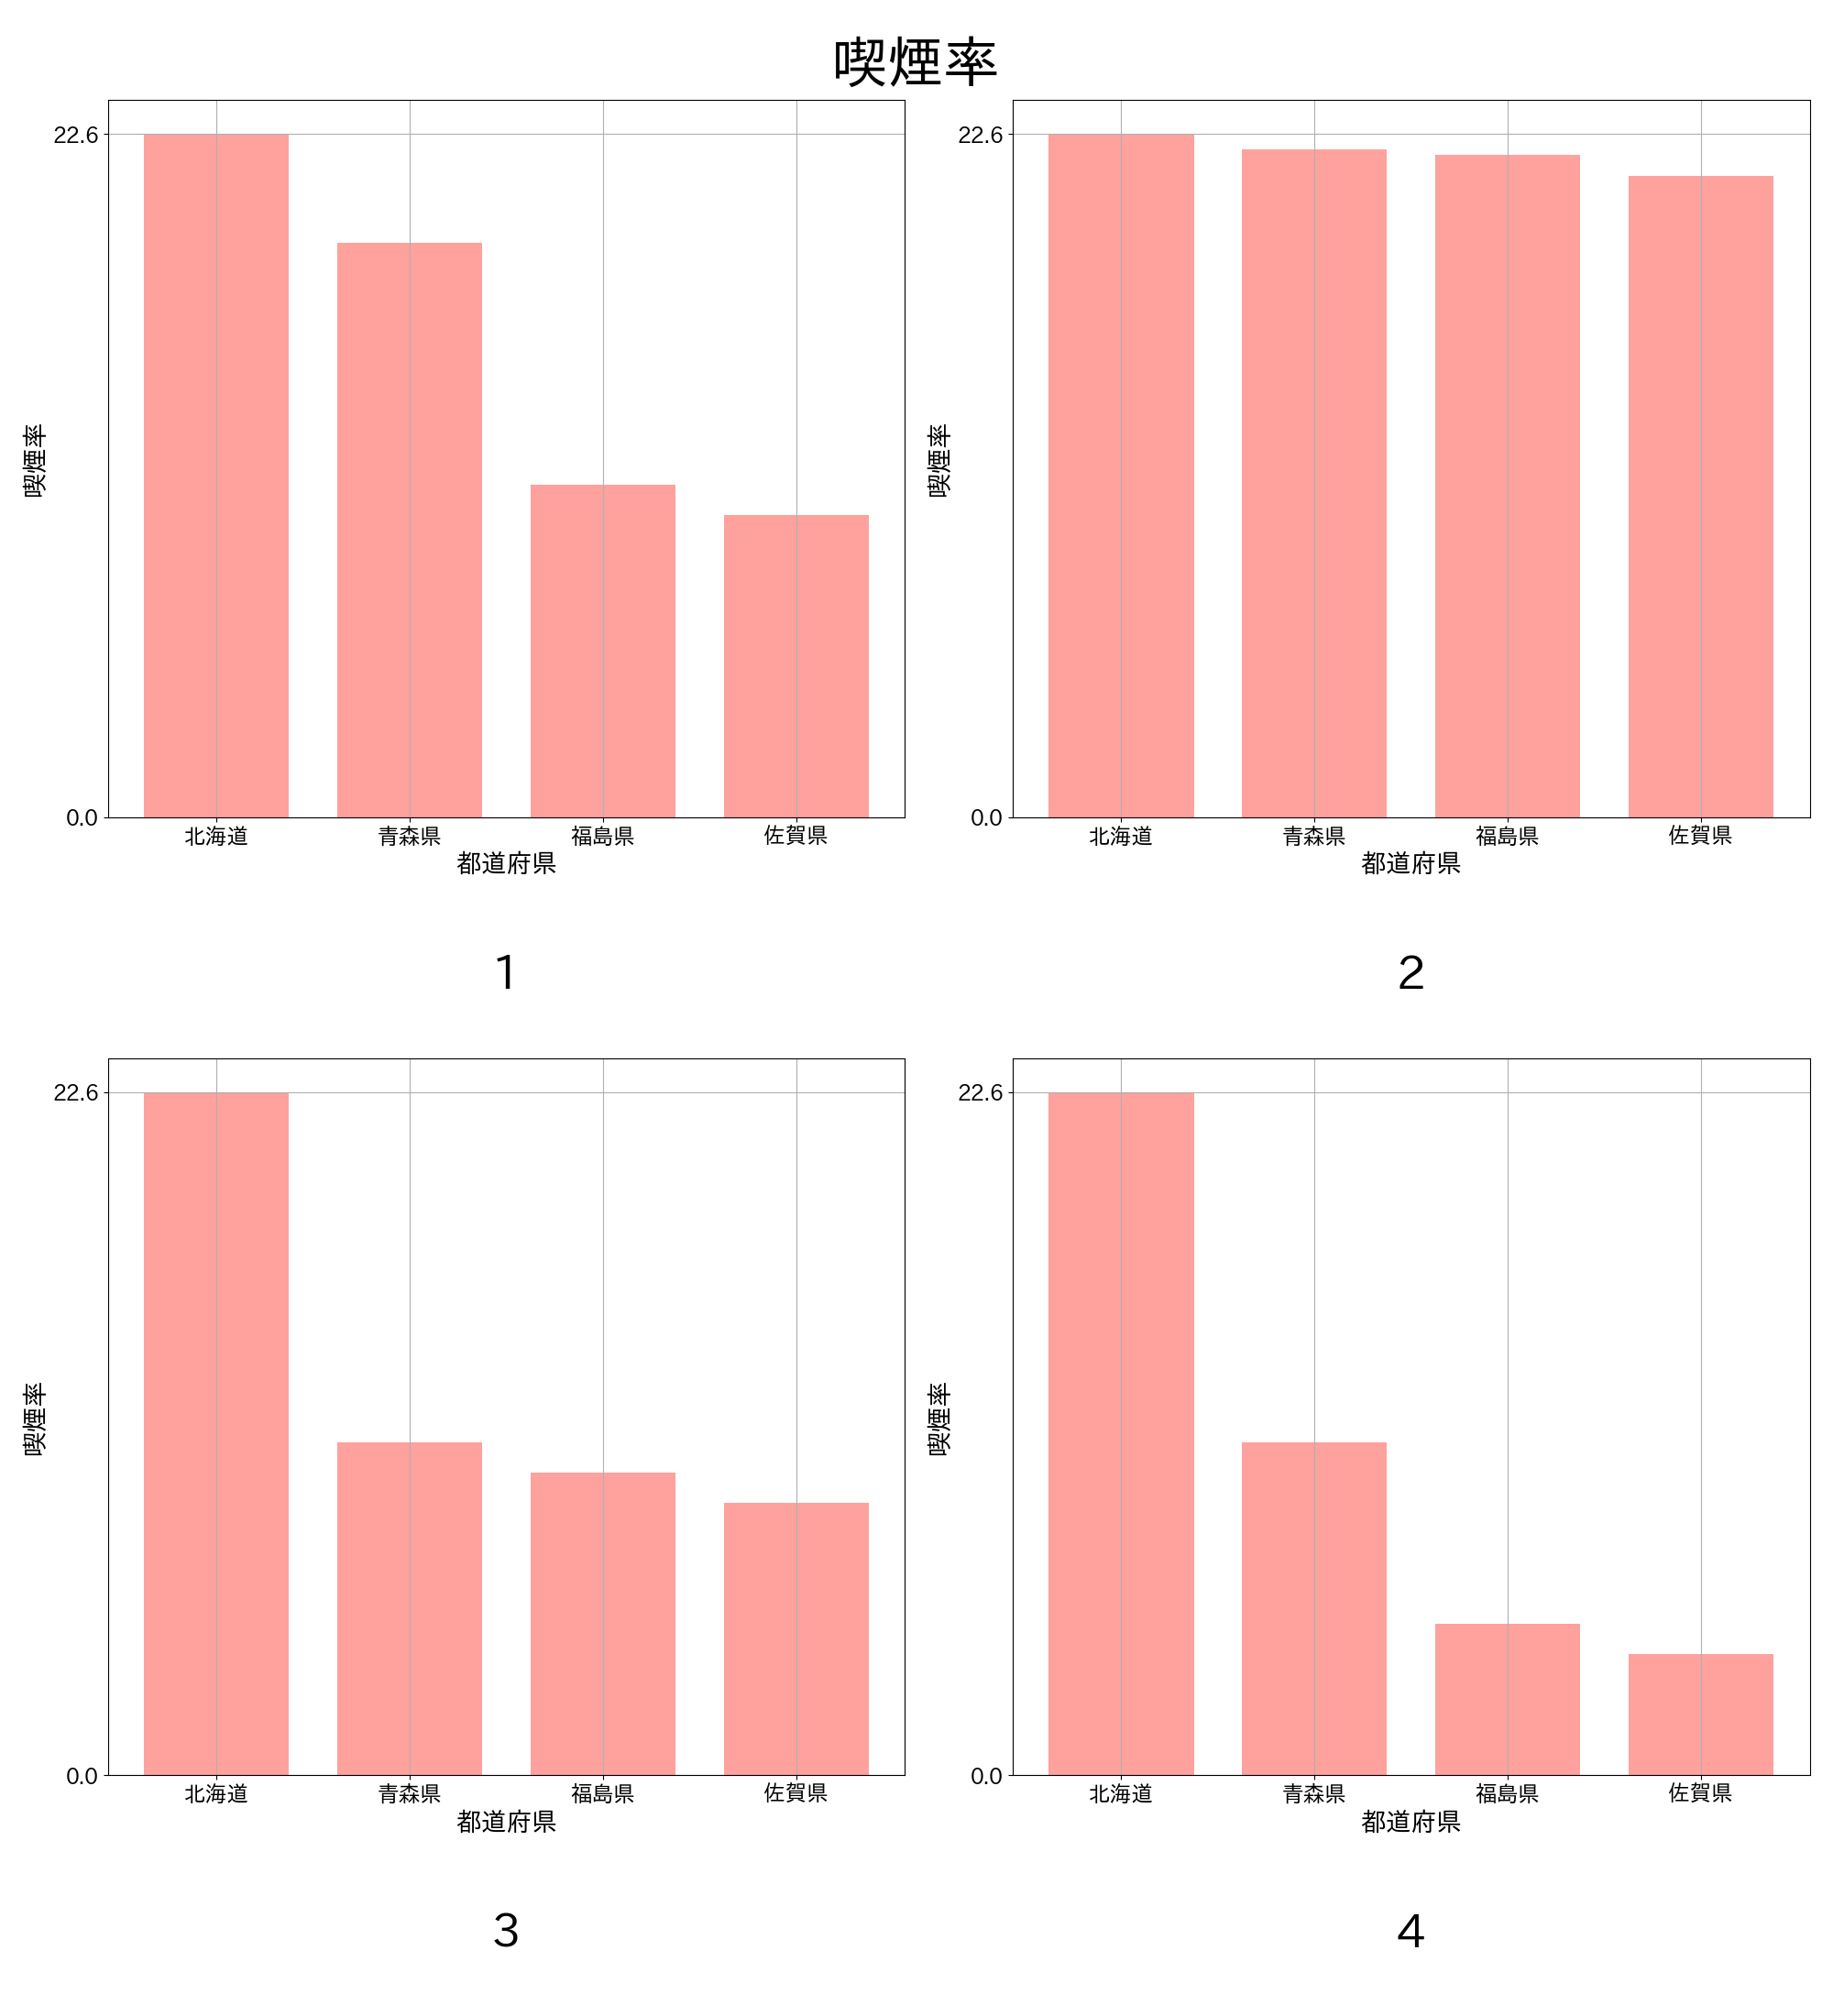 喫煙率
22.6
0.0
喫煙率
北海道 青森県 福島県 佐賀県
都道府県
1
22.6
0.0
喫煙率
北海道 青森県 福島県 佐賀県
都道府県
2
22.6
0.0
喫煙率
北海道 青森県 福島県 佐賀県
都道府県
3
22.6
0.0
喫煙率
北海道 青森県 福島県 佐賀県
都道府県
4